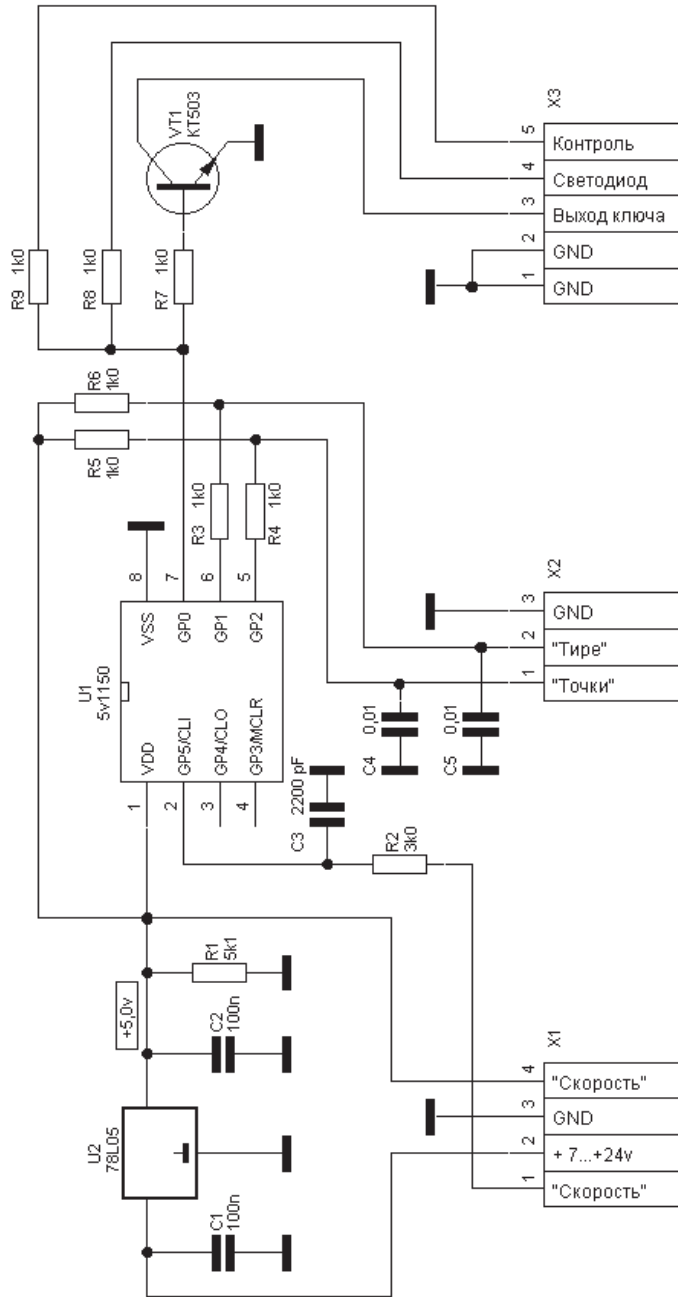 R9 1k0
R8 1k0
R7 1k0
VT1
КТ503
R6
1k0
R5
1k0
R3 1k0
R4 1k0
U1
5v1150
8
7
6
5
VSS
GP0
GP1
GP2
VDD
GP5/CLI
GP4/CLO
GP3/MCLR
1
2
3
4
C3 2200 pF
R2
3k0
C4 0,01
C5 0,01
+5,0v
R1
5k1
C2
100n
U2
78L05
C1
100n
X3
5 Контроль
4 Светодиод
3 Выход ключа
2 GND
1 GND
X2
3 GND
2 "Тире"
1 "Точки"
X1
4 "Скорость"
3 GND
2 + 7...+24v
1 "Скорость"